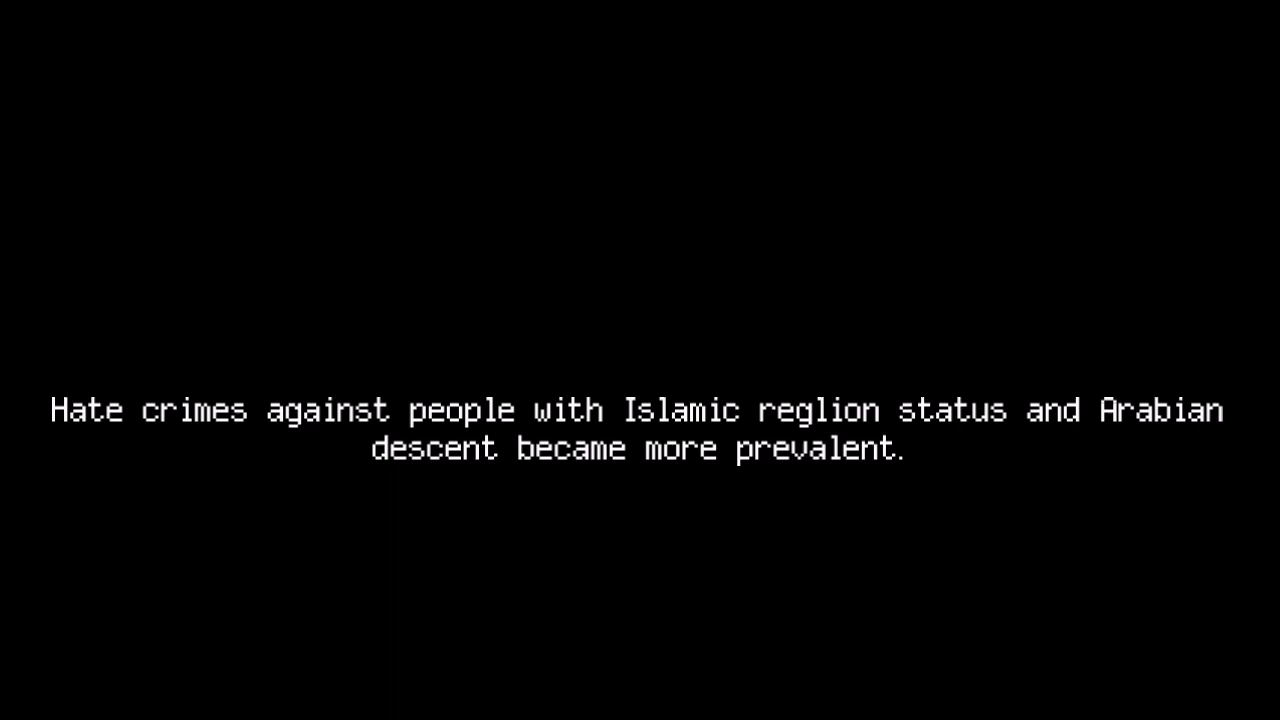 Hate crimes against people with Islamic reglion status and Arabian
descent became more prevalent.